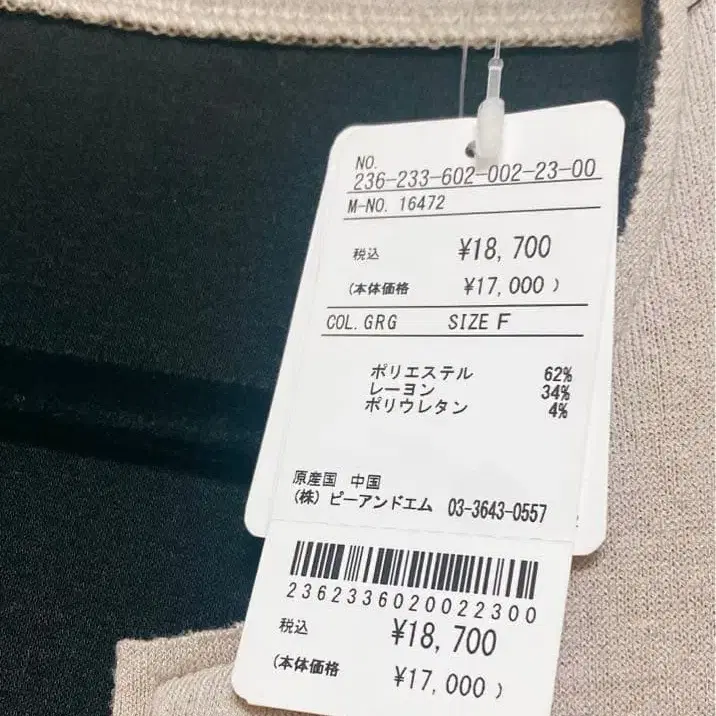 NO.
236-233-602-002-23-00
M-NO. 16472
税込 ¥18,700
(本体価格 ¥17,000 )
COL. GRG SIZE F
ポリエステル 62%
レーヨン 34%
ポリウレタン 4%
原産国 中国
(株) ピーアンドエム 03-3643-0557
2362336020022300
税込 ¥18,700
(本体価格 ¥17,000 )